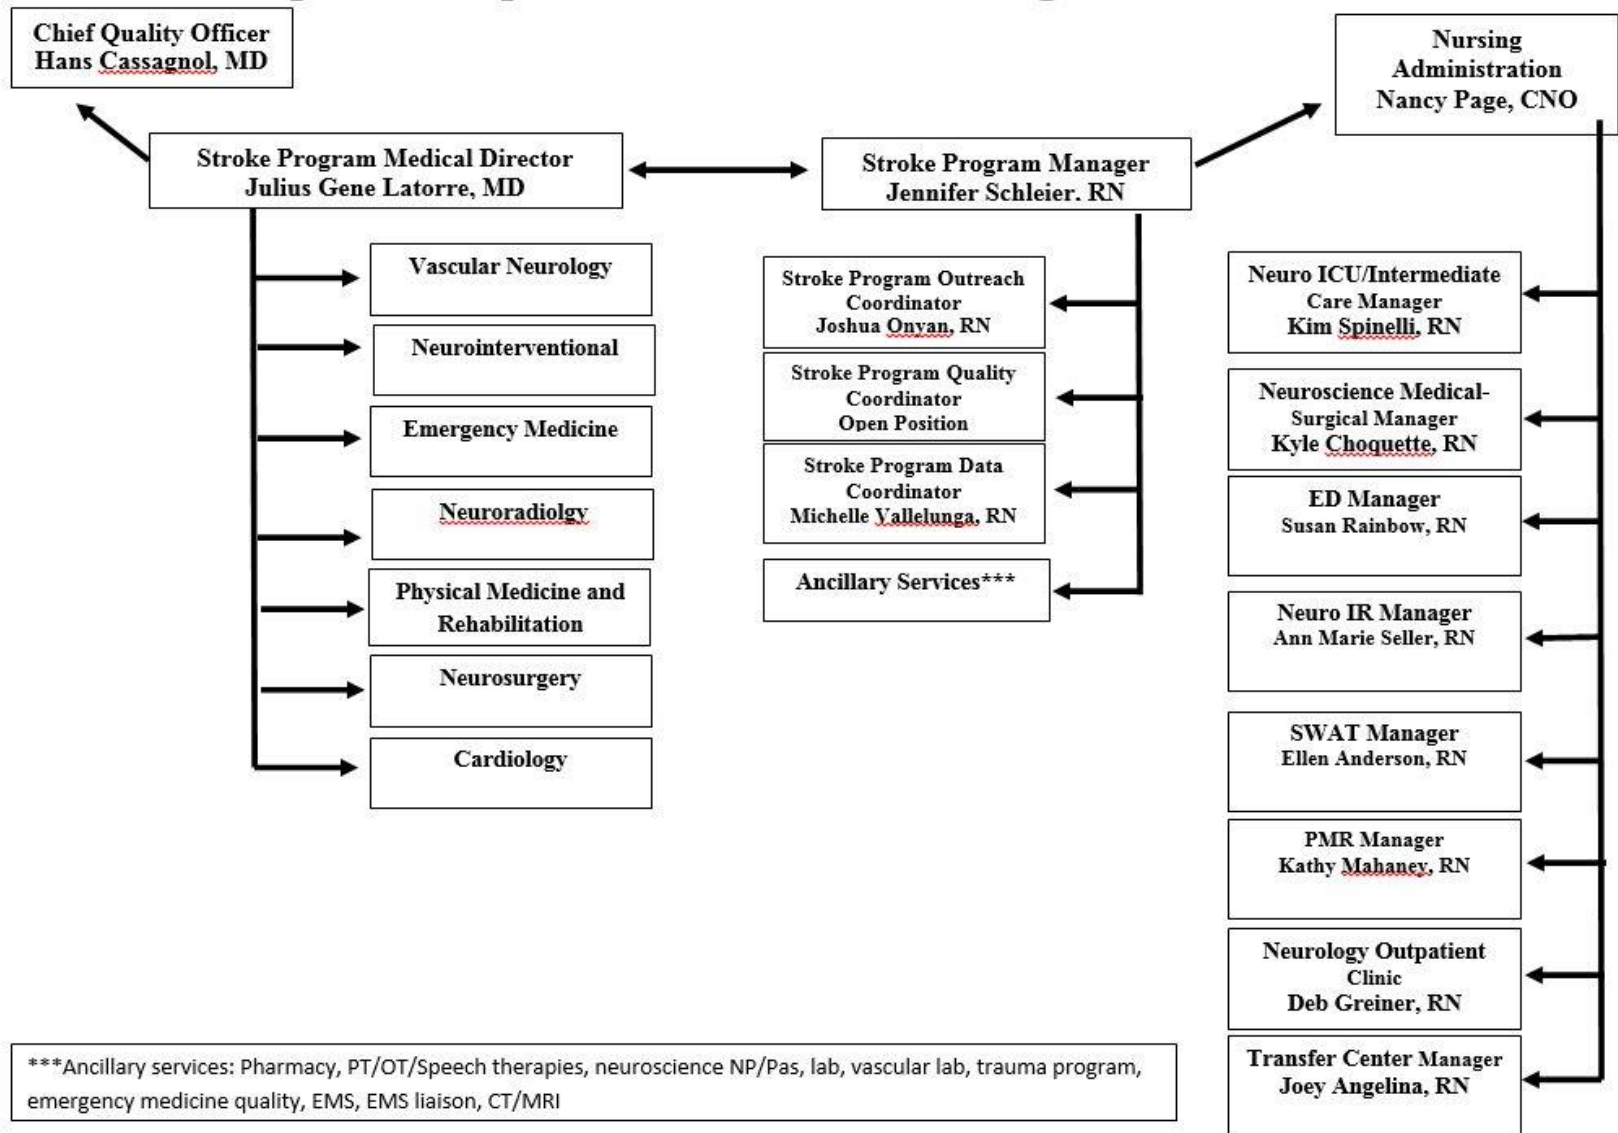 Chief Quality Officer
Hans Cassagnol, MD
Nursing
Administration
Nancy Page, CNO
Stroke Program Medical Director
Julius Gene Latorre, MD
Stroke Program Manager
Jennifer Schleier. RN
Vascular Neurology
Neurointerventional
Emergency Medicine
Neuroradiolgy
Physical Medicine and
Rehabilitation
Neurosurgery
Cardiology
Stroke Program Outreach
Coordinator
Joshua Onyan, RN
Stroke Program Quality
Coordinator
Open Position
Stroke Program Data
Coordinator
Michelle Vallelunga, RN
Ancillary Services***
Neuro ICU/Intermediate
Care Manager
Kim Spinelli, RN
Neuroscience Medical-
Surgical Manager
Kyle Choquette, RN
ED Manager
Susan Rainbow, RN
Neuro IR Manager
Ann Marie Seller, RN
SWAT Manager
Ellen Anderson, RN
PMR Manager
Kathy Mahaney, RN
Neurology Outpatient
Clinic
Deb Greiner, RN
Transfer Center Manager
Joey Angelina, RN
***Ancillary services: Pharmacy, PT/OT/Speech therapies, neuroscience NP/Pas, lab, vascular lab, trauma program,
emergency medicine quality, EMS, EMS liaison, CT/MRI